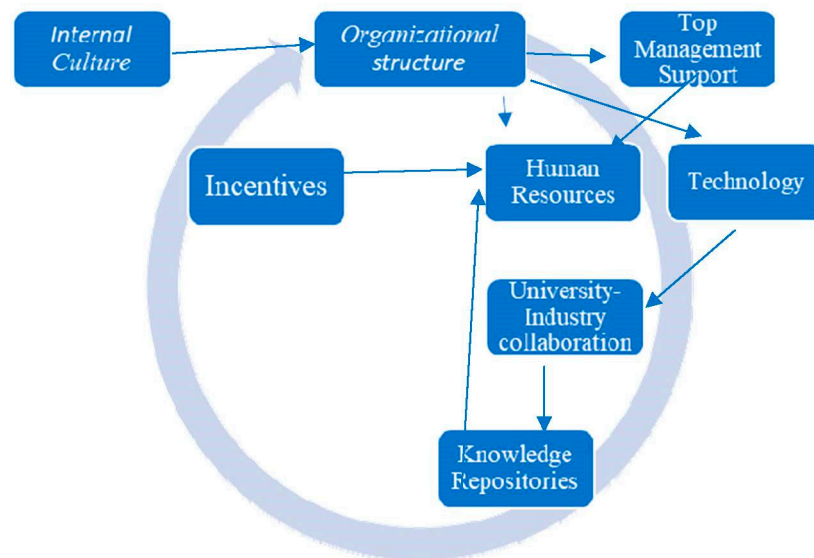 Internal
Culture
Organizational
structure
Top
Management
Support
Incentives
Human
Resources
Technology
University-
Industry
collaboration
Knowledge
Repositories